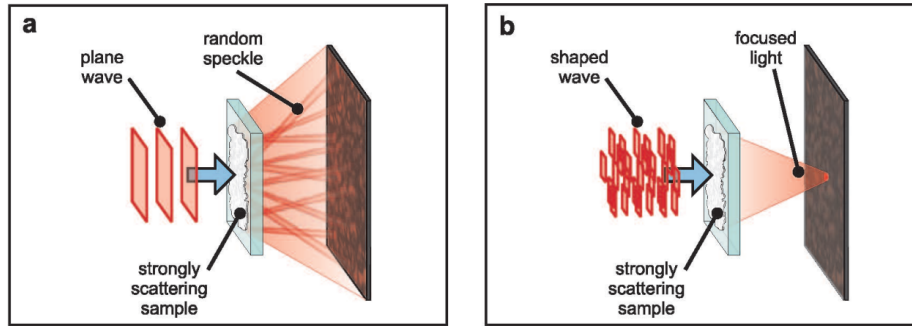 a
plane
wave
random
speckle
strongly
scattering
sample
b
shaped
wave
focused
light
strongly
scattering
sample